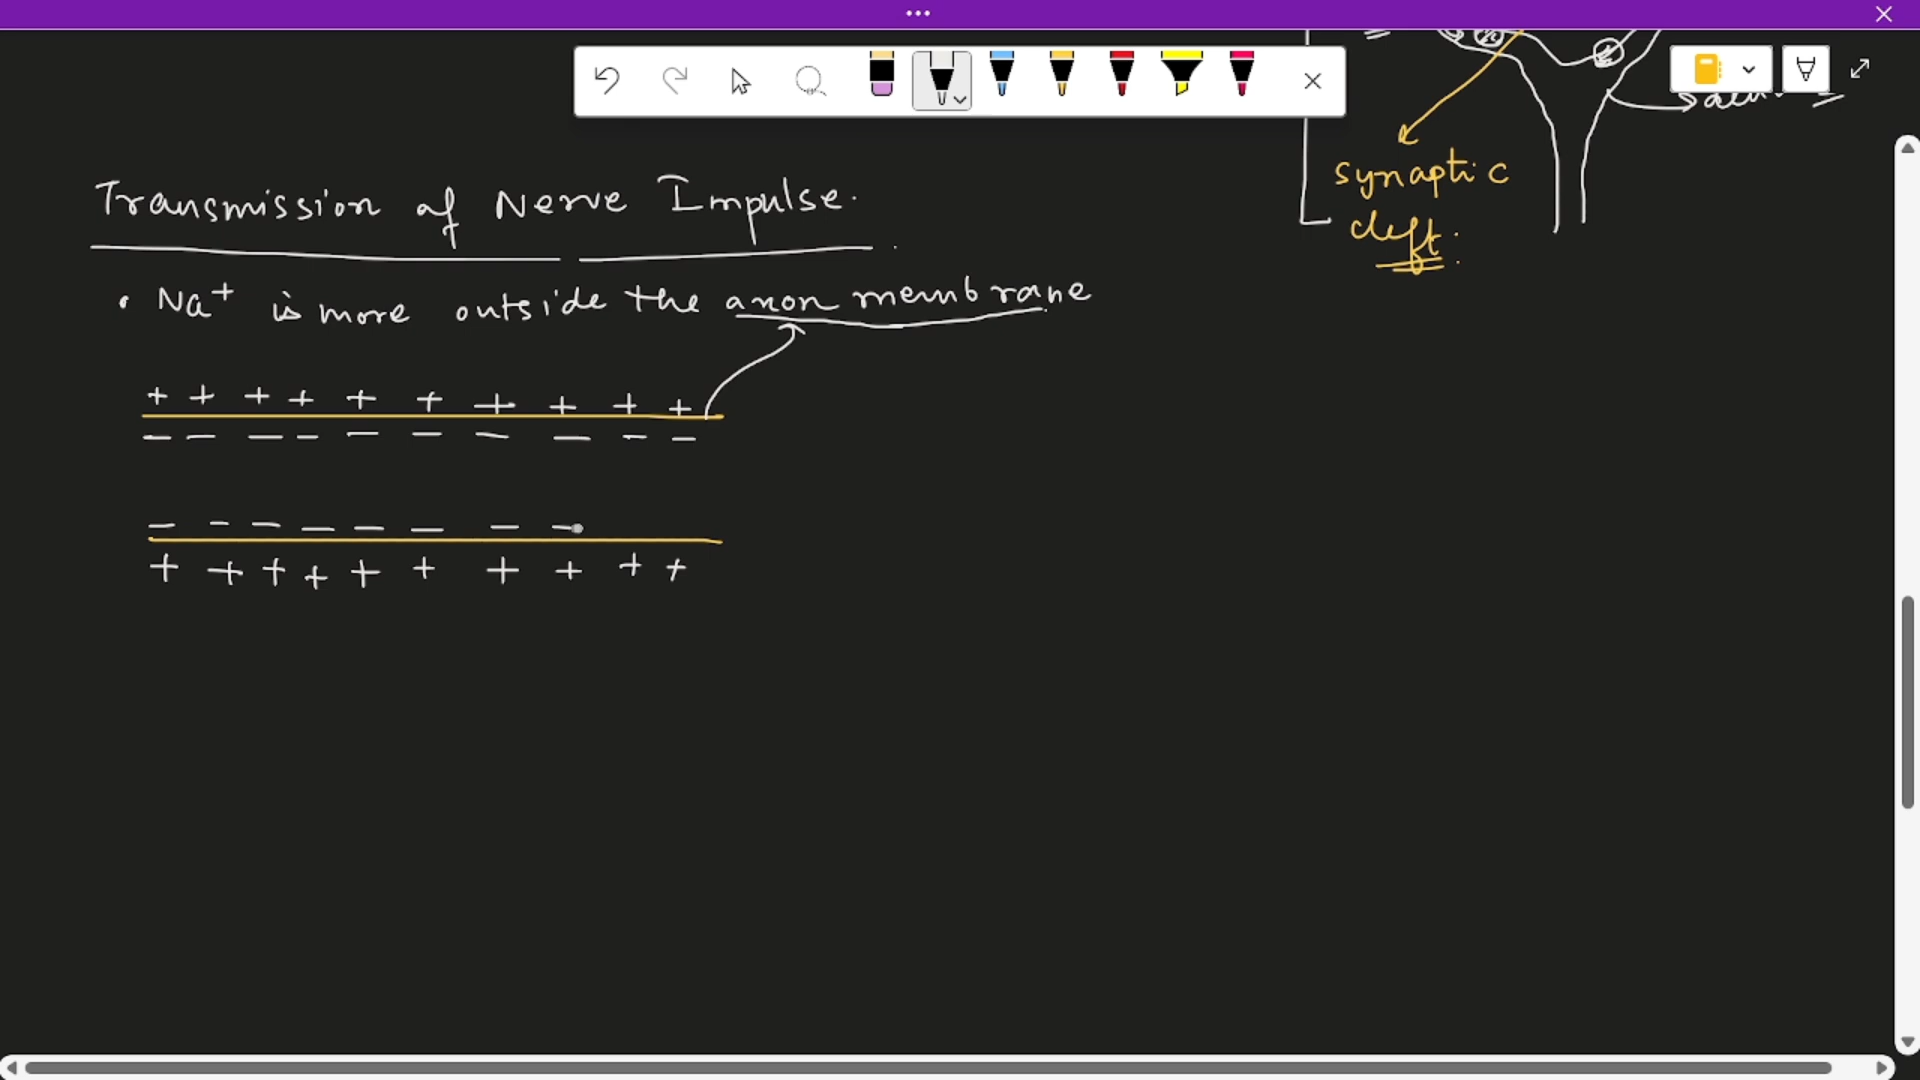 Transmission of Nerve Impulse.
• Na+ is more outside the axon membrane
+ + + + + + + + + +
− − − − − − − − − −
− − − − − − − −
+ + + + + + + + + +
synaptic
cleft.